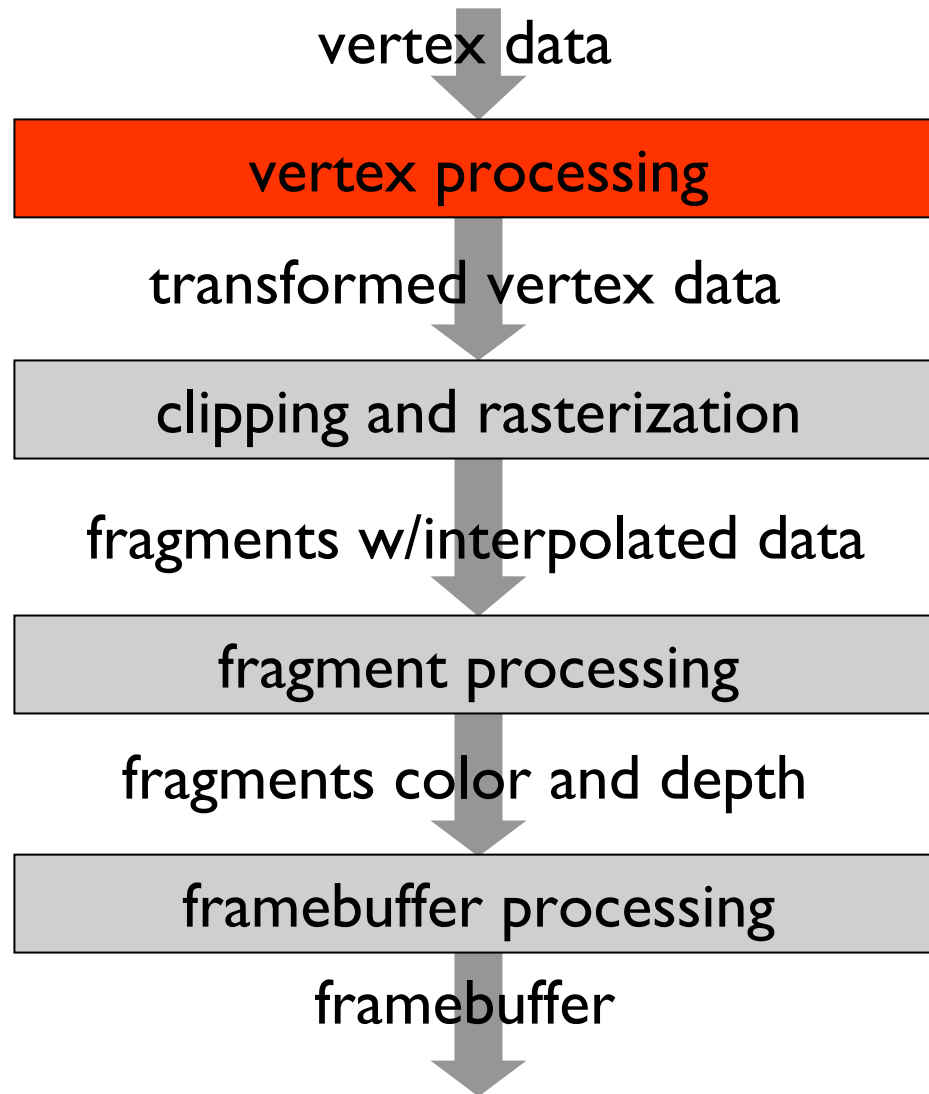 vertex data
vertex processing
transformed vertex data
clipping and rasterization
fragments w/interpolated data
fragment processing
fragments color and depth
framebuffer processing
framebuffer